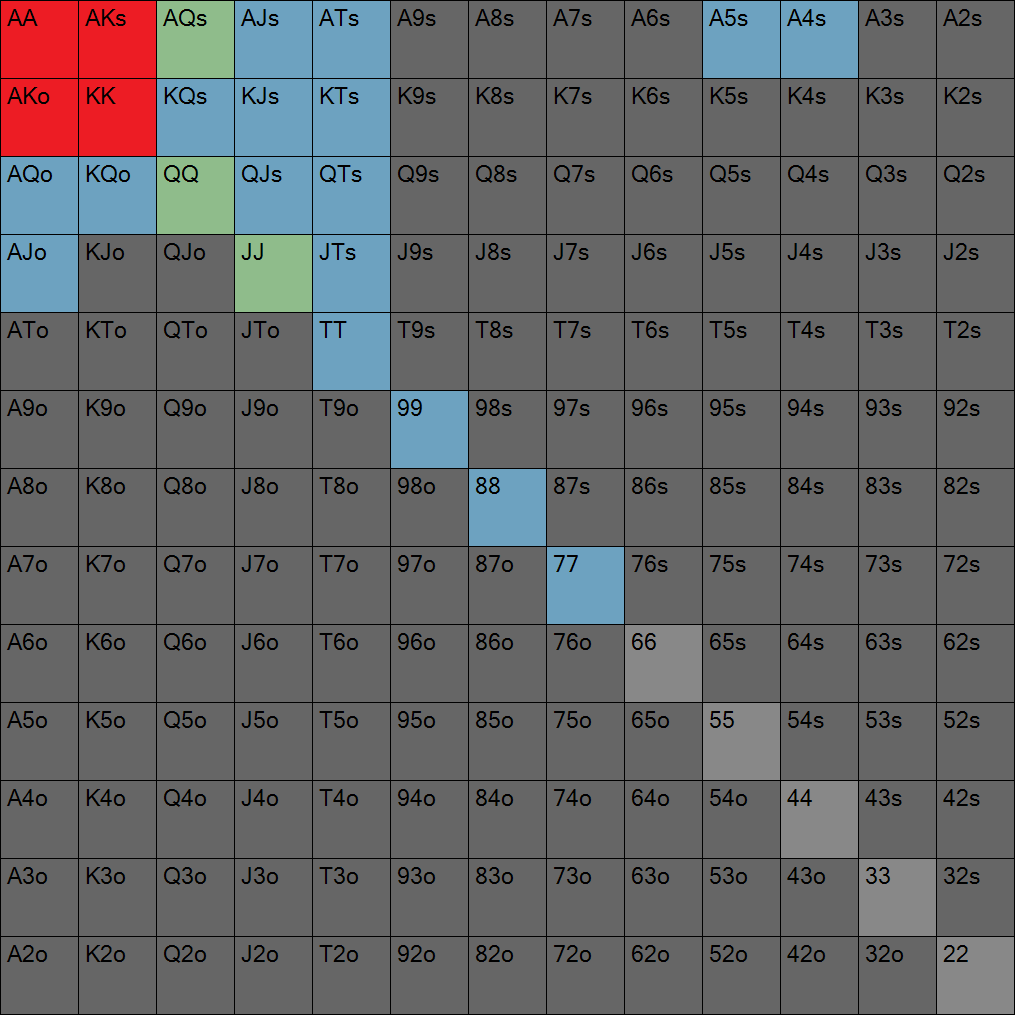 AA AKs AQs AJs ATs A9s A8s A7s A6s A5s A4s A3s A2s
AKo KK KQs KJs KTs K9s K8s K7s K6s K5s K4s K3s K2s
AQo KQo QQ QJs QTs Q9s Q8s Q7s Q6s Q5s Q4s Q3s Q2s
AJo KJo QJo JJ JTs J9s J8s J7s J6s J5s J4s J3s J2s
ATo KTo QTo JTo TT T9s T8s T7s T6s T5s T4s T3s T2s
A9o K9o Q9o J9o T9o 99 98s 97s 96s 95s 94s 93s 92s
A8o K8o Q8o J8o T8o 98o 88 87s 86s 85s 84s 83s 82s
A7o K7o Q7o J7o T7o 97o 87o 77 76s 75s 74s 73s 72s
A6o K6o Q6o J6o T6o 96o 86o 76o 66 65s 64s 63s 62s
A5o K5o Q5o J5o T5o 95o 85o 75o 65o 55 54s 53s 52s
A4o K4o Q4o J4o T4o 94o 84o 74o 64o 54o 44 43s 42s
A3o K3o Q3o J3o T3o 93o 83o 73o 63o 53o 43o 33 32s
A2o K2o Q2o J2o T2o 92o 82o 72o 62o 52o 42o 32o 22